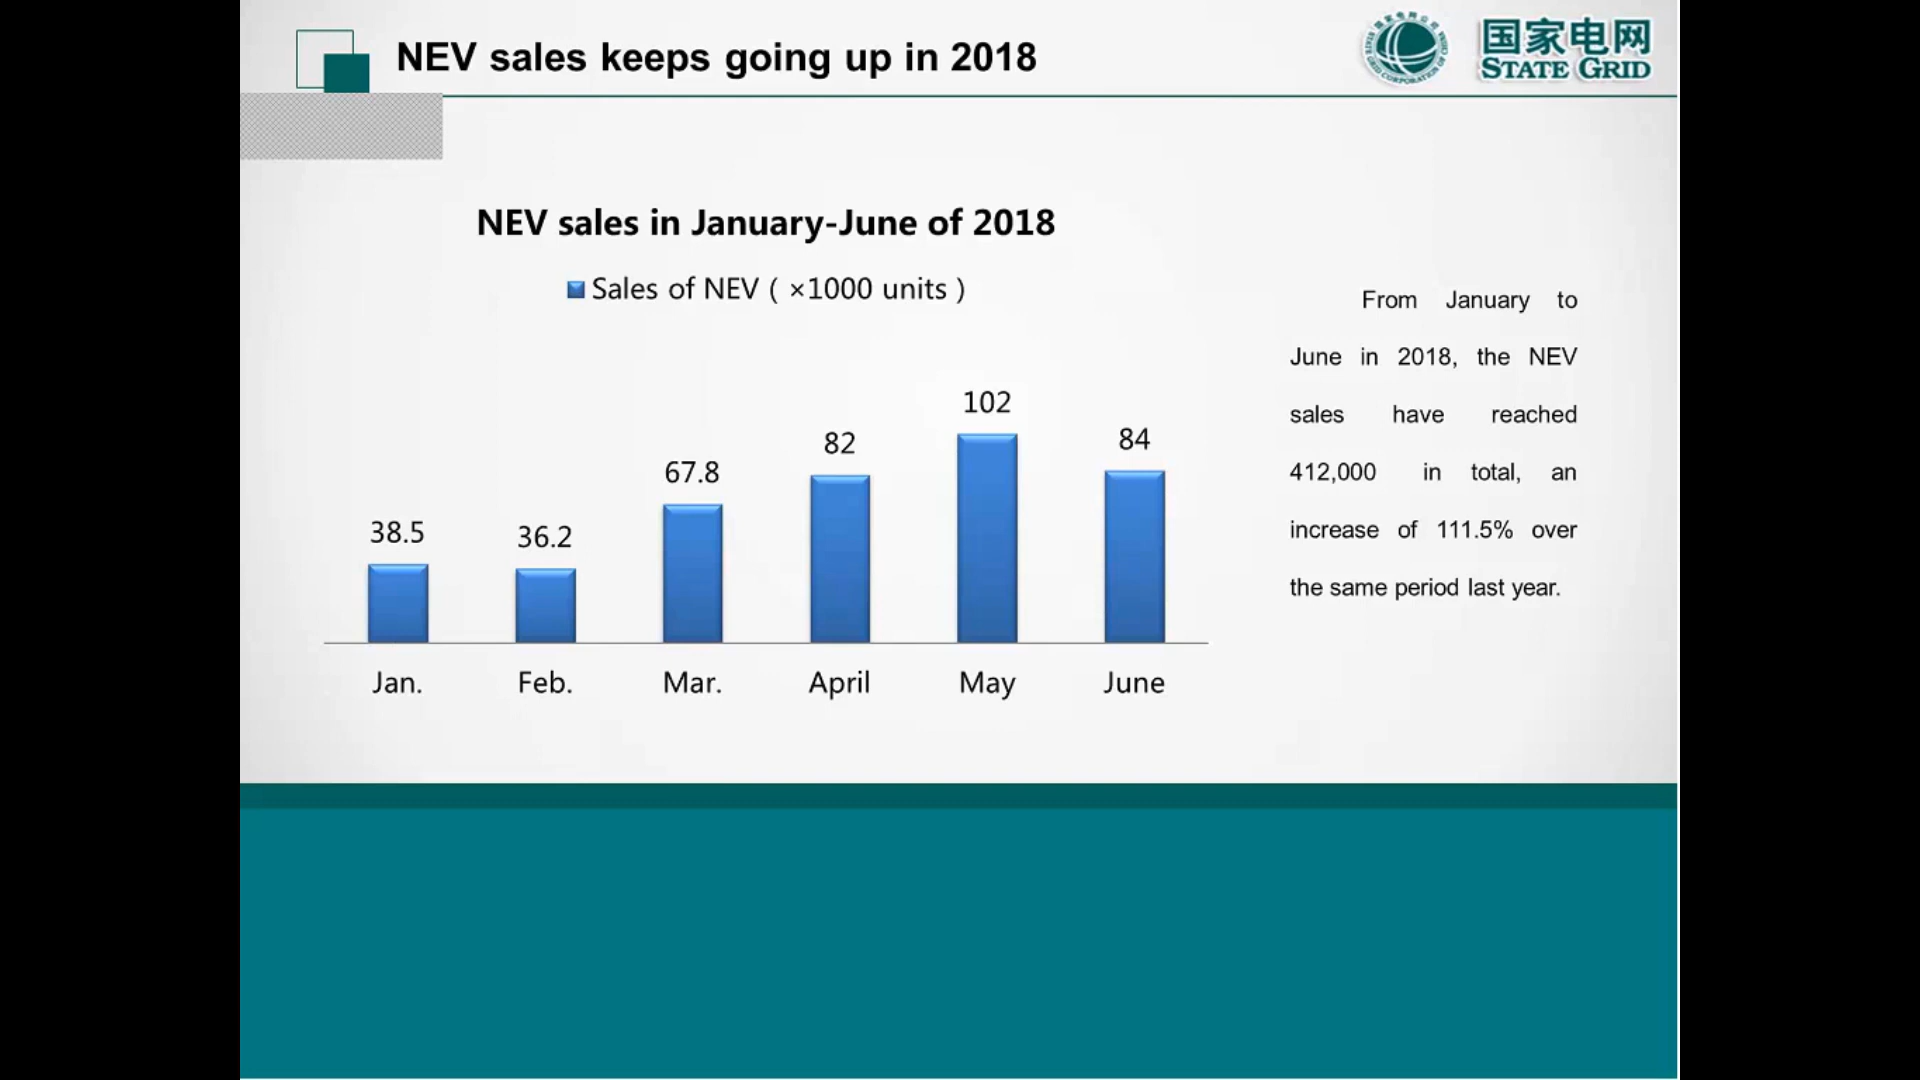 NEV sales keeps going up in 2018
国家电网
STATE GRID
NEV sales in January-June of 2018
Sales of NEV ( ×1000 units )
38.5
36.2
67.8
82
102
84
Jan.
Feb.
Mar.
April
May
June
From January to
June in 2018, the NEV
sales have reached
412,000 in total, an
increase of 111.5% over
the same period last year.